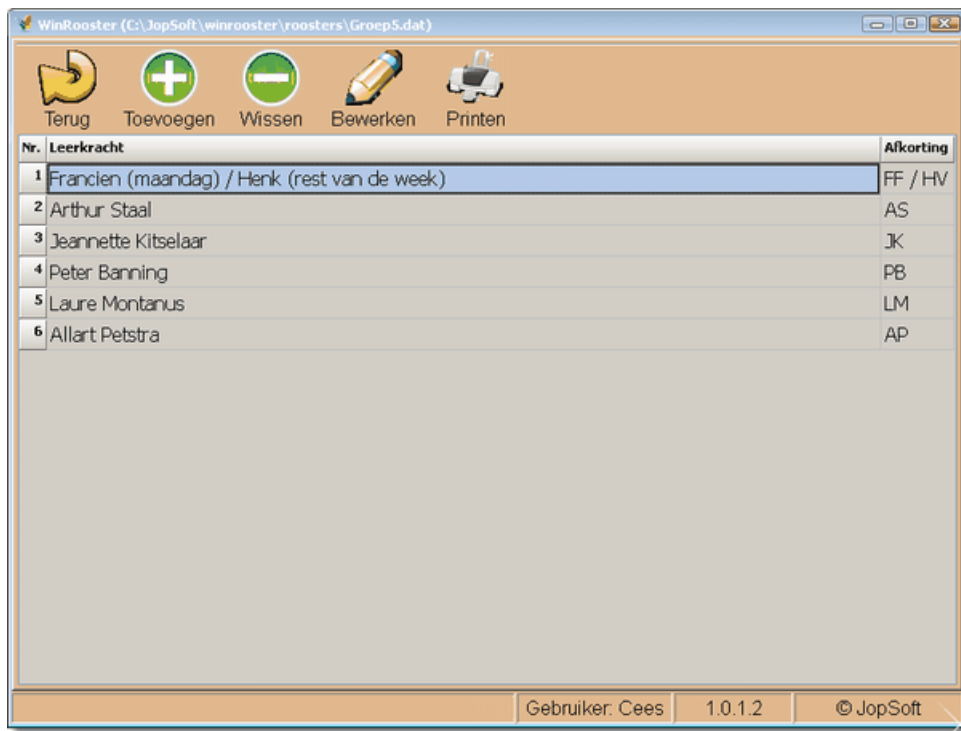 WinRooster (C:\JopSoft\winrooster\roosters\Groep5.dat)
Terug Toevoegen Wissen Bewerken Printen
Nr. Leerkracht Afkorting
1 Francien (maandag) / Henk (rest van de week) FF / HV
2 Arthur Staal AS
3 Jeannette Kitselaar JK
4 Peter Banning PB
5 Laure Montanus LM
6 Allart Petstra AP
Gebruiker: Cees 1.0.1.2 © JopSoft